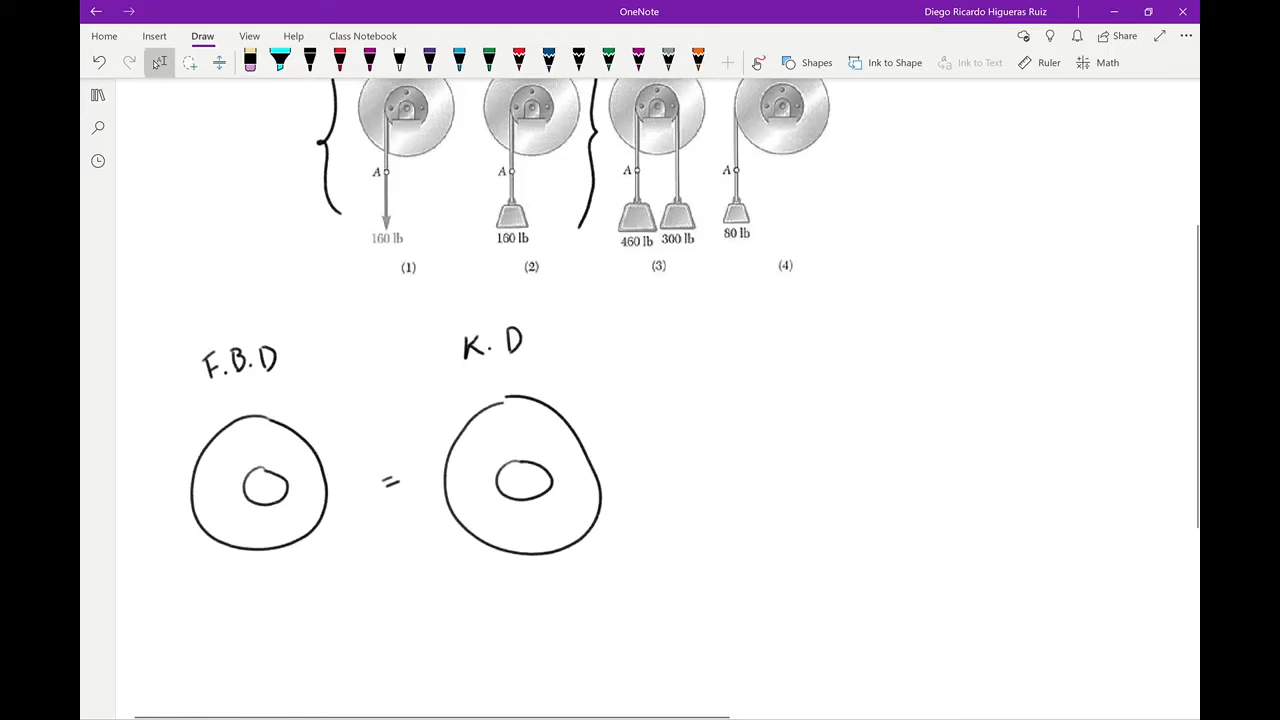 OneNote
Diego Ricardo Higueras Ruiz
Home Insert Draw View Help Class Notebook
Share
Shapes Ink to Shape Ink to Text Ruler Math
A A A A
160 lb 160 lb 460 lb 300 lb 80 lb
(1) (2) (3) (4)
F.B.D K.D
=